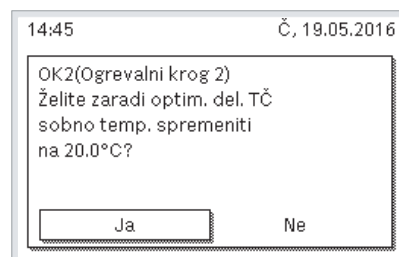 14:45 Č, 19.05.2016
OK2(Ogrevalni krog 2)
Želite zaradi optim. del. TČ
sobno temp. spremeniti
na 20.0°C?
Ja Ne